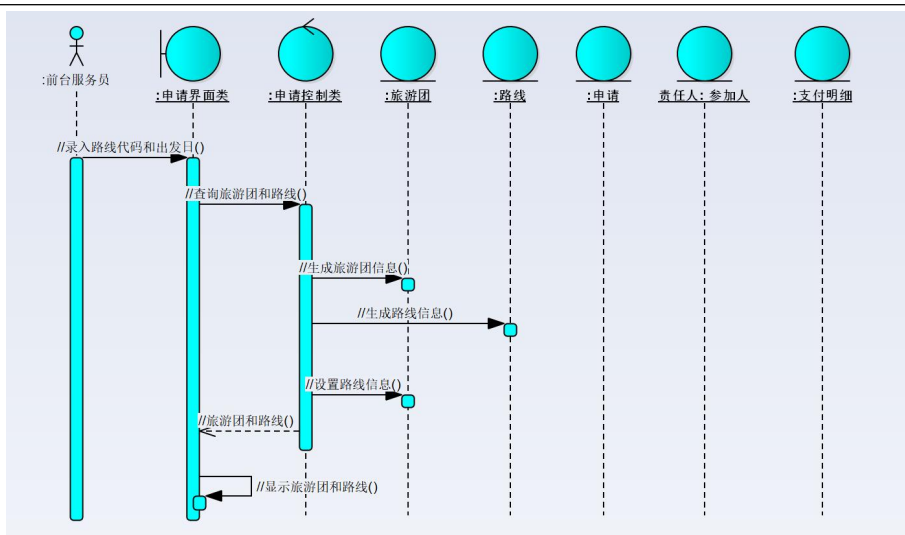 :前台服务员
:申请界面类
:申请控制类
:旅游团
:路线
:申请
责任人: 参加人
:支付明细
//录入路线代码和出发日()
//查询旅游团和路线()
//生成旅游团信息()
//生成路线信息()
//设置路线信息()
//旅游团和路线()
//显示旅游团和路线()